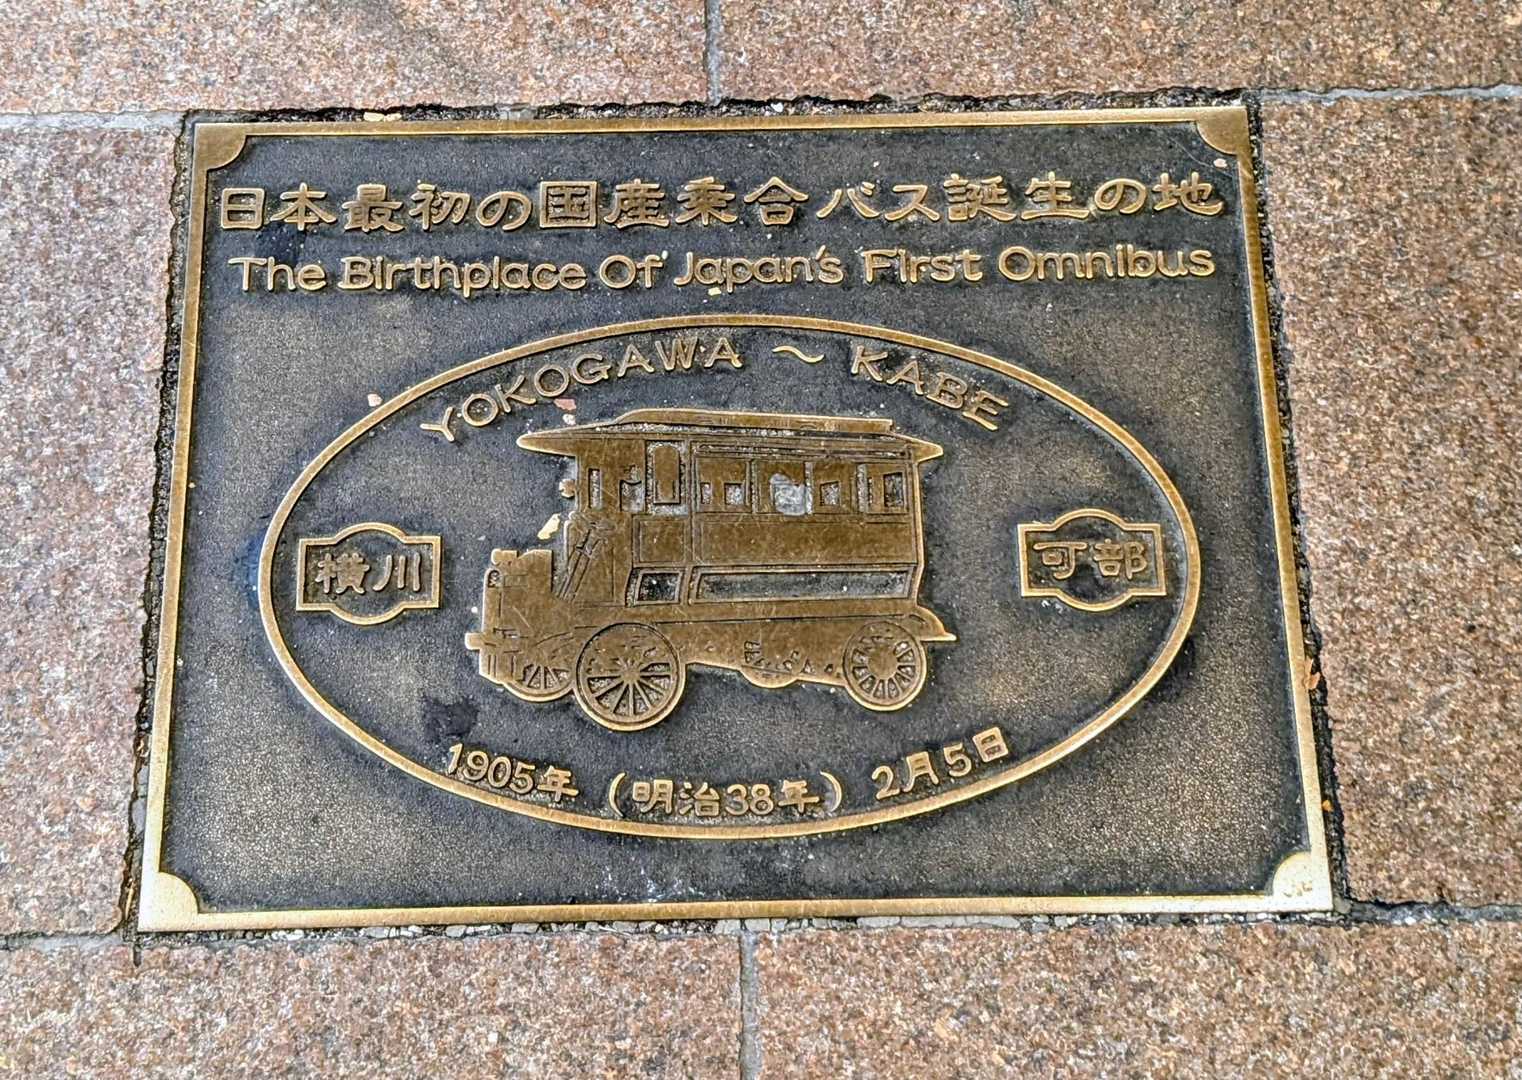 日本最初の国産乗合バス誕生の地
The Birthplace Of Japan's First Omnibus
YOKOGAWA ～ KABE
横川
可部
1905年（明治38年）2月5日